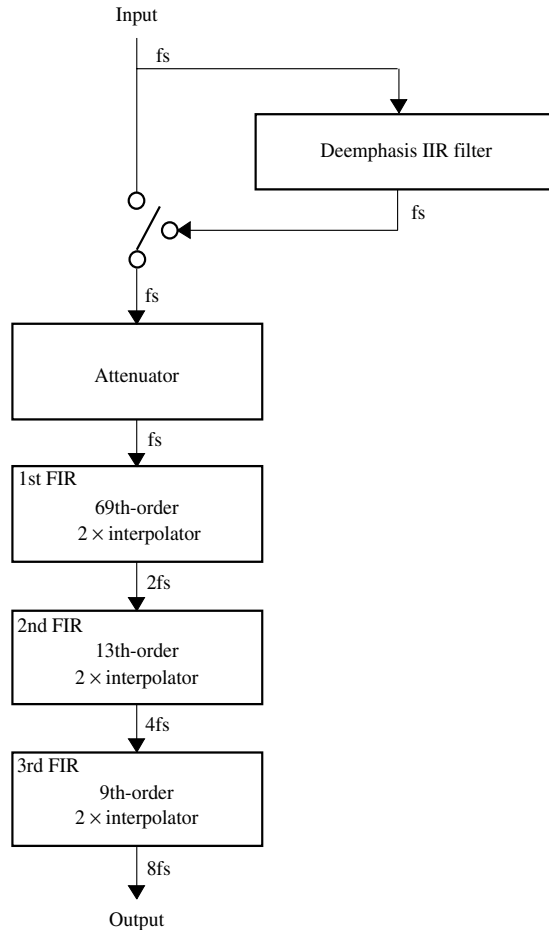 Input
fs
Deemphasis IIR filter
fs
fs
Attenuator
fs
1st FIR
69th-order
2 × interpolator
2fs
2nd FIR
13th-order
2 × interpolator
4fs
3rd FIR
9th-order
2 × interpolator
8fs
Output